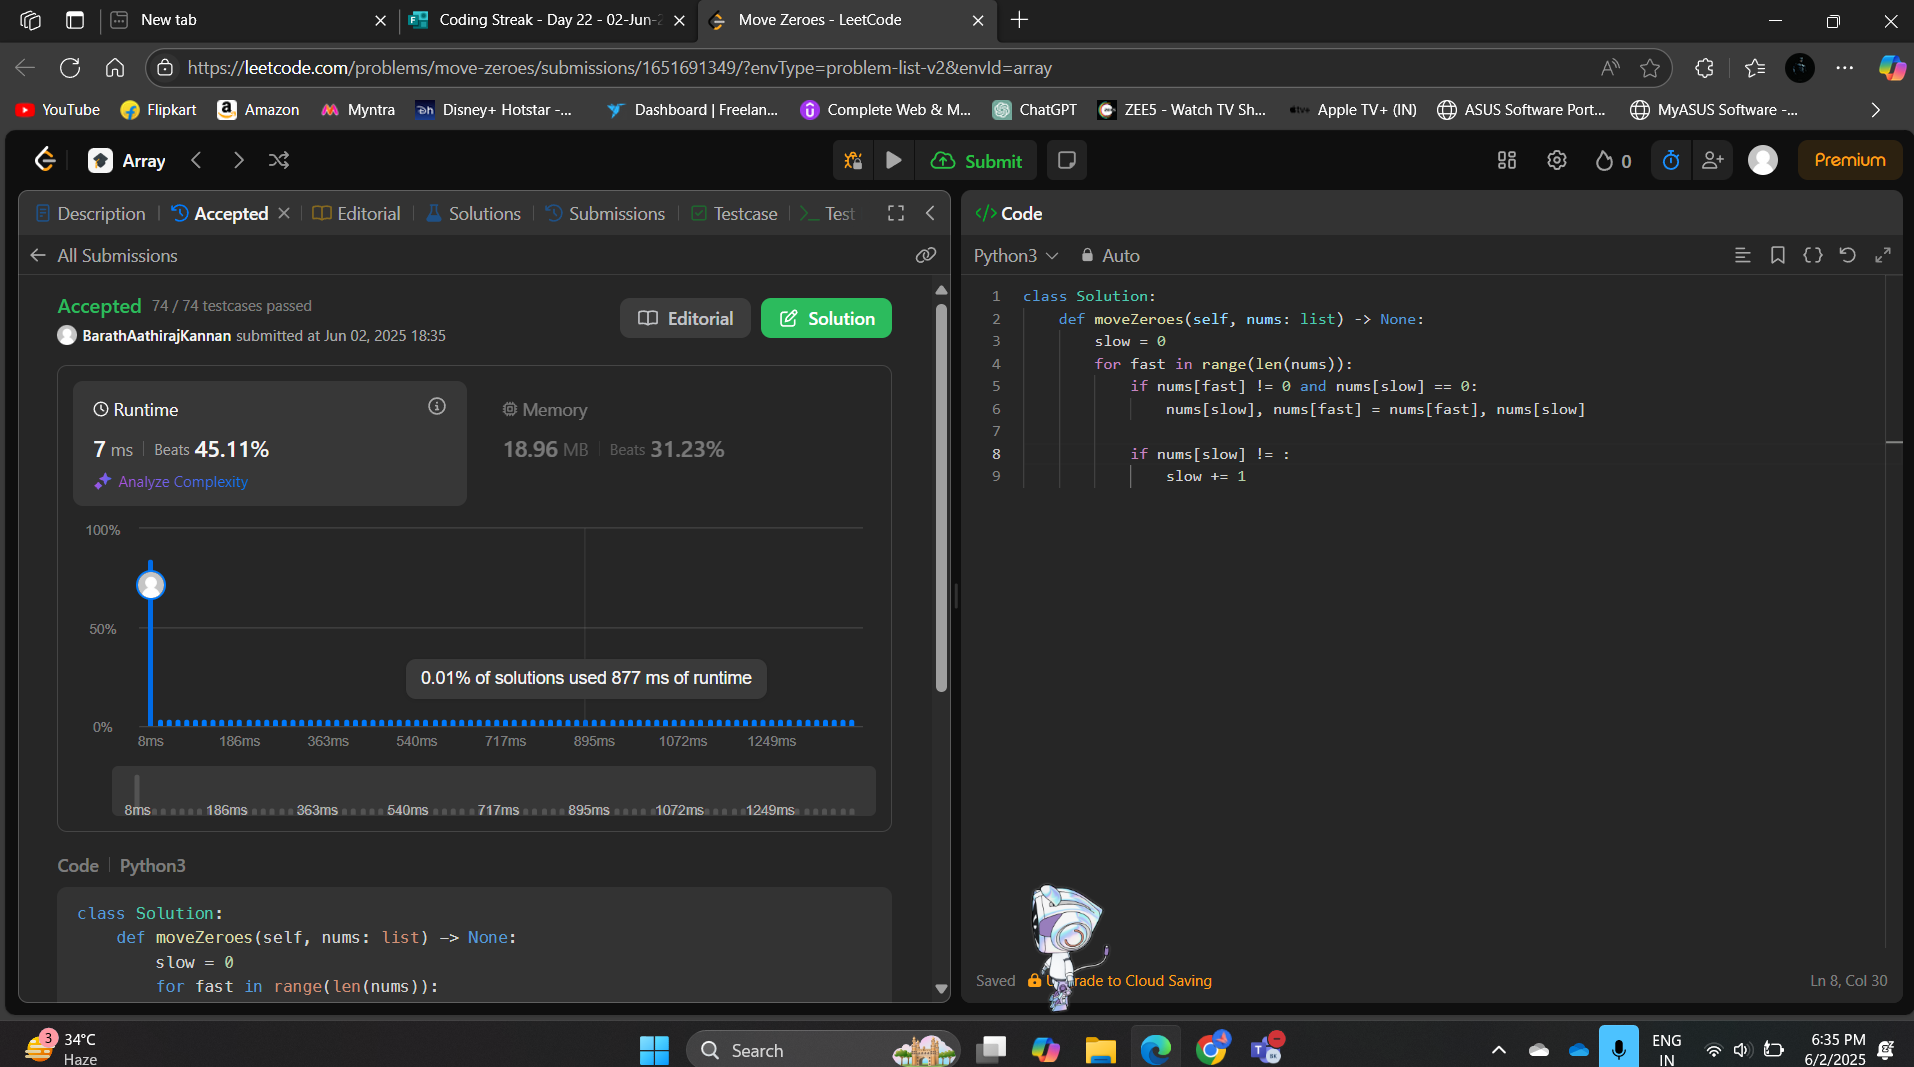 New tab
Coding Streak - Day 22 - 02-Jun-2
Move Zeroes - LeetCode
https://leetcode.com/problems/move-zeroes/submissions/1651691349/?envType=problem-list-v2&envId=array
YouTube
Flipkart
Amazon
Myntra
Disney+ Hotstar -...
Dashboard | Freelan...
Complete Web & M...
ChatGPT
ZEE5 - Watch TV Sh...
Apple TV+ (IN)
ASUS Software Port...
MyASUS Software -...
Array
Submit
0
Premium
Description
Accepted
Editorial
Solutions
Submissions
Testcase
Test
</> Code
All Submissions
Python3
Auto
Accepted 74 / 74 testcases passed
BarathAathirajKannan submitted at Jun 02, 2025 18:35
Editorial
Solution
Runtime
7 ms Beats 45.11%
Analyze Complexity
Memory
18.96 MB Beats 31.23%
100%
50%
0%
0.01% of solutions used 877 ms of runtime
8ms 186ms 363ms 540ms 717ms 895ms 1072ms 1249ms
8ms 186ms 363ms 540ms 717ms 895ms 1072ms 1249ms
Code | Python3
class Solution:
def moveZeroes(self, nums: list) -> None:
slow = 0
for fast in range(len(nums)):
1 class Solution:
2 def moveZeroes(self, nums: list) -> None:
3 slow = 0
4 for fast in range(len(nums)):
5 if nums[fast] != 0 and nums[slow] == 0:
6 nums[slow], nums[fast] = nums[fast], nums[slow]
7
8 if nums[slow] != :
9 slow += 1
Saved
rade to Cloud Saving
Ln 8, Col 30
3
34°C
Haze
Search
ENG
IN
6:35 PM
6/2/2025